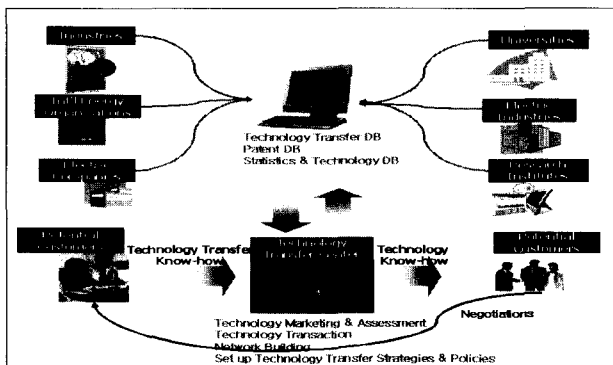 Industries
Universities
Electric Industries
Technology Transfer DB
Patent DB
Statistics & Technology DB
Research Institutes
Potential Customers
Technology Transfer Know-how
Technology Transfer Center
Technology Know-How
Potential Customers
Negotiations
Technology Marketing & Assessment
Technology Transaction
Network Building
Set up Technology Transfer Strategies & Policies